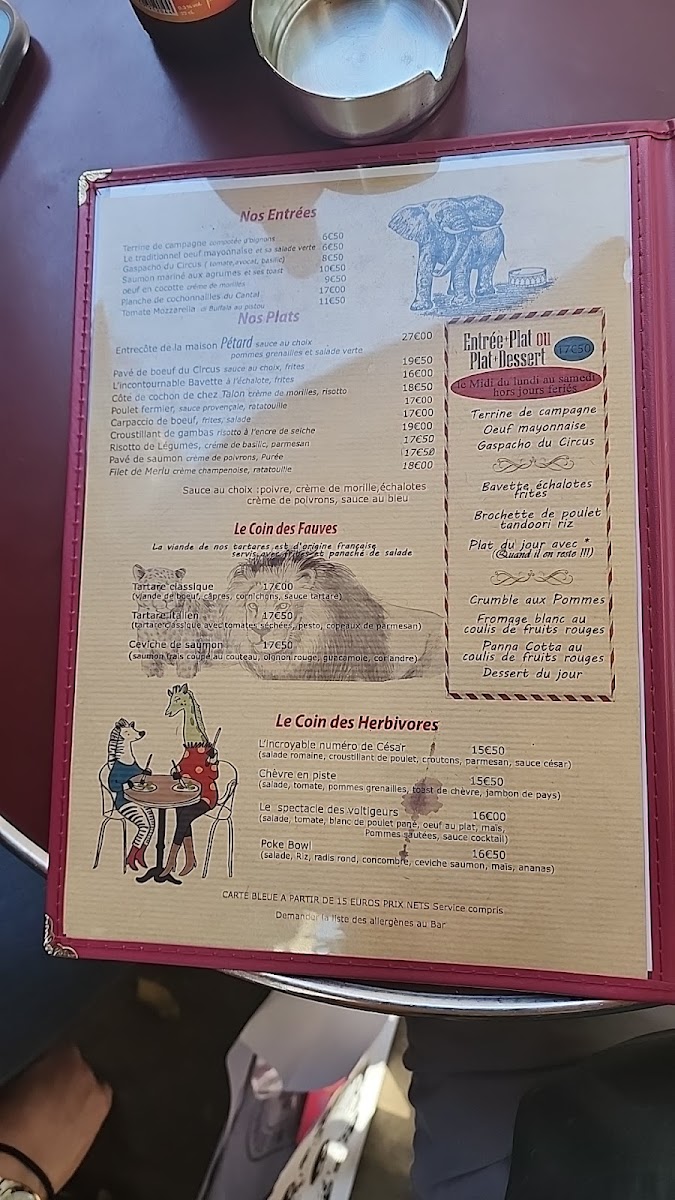 Nos Entrées
Terrine de campagne compotée d'oignons 6€50
Le traditionnel oeuf mayonnaise et sa salade verte 6€50
Gaspacho du Circus ( tomate,avocat, basilic) 8€50
Saumon mariné aux agrumes et ses toast 10€50
oeuf en cocotte crème de morilles 9€50
Planche de cochonnailles du Cantal 17€00
Tomate Mozzarella di Buffala au pistou 11€50
Nos Plats
Entrecôte de la maison Pétard sauce au choix 27€00
pommes grenailles et salade verte
Pavé de boeuf du Circus sauce au choix, frites 19€50
L'incontournable Bavette à l'échalote, frites 16€00
Côte de cochon de chez Talon crème de morilles, risotto 18€50
Poulet fermier, sauce provençale, ratatouille 17€00
Carpaccio de boeuf, frites, salade 17€00
Croustillant de gambas risotto à l'encre de seiche 19€00
Risotto de Légumes, crème de basilic, parmesan 17€50
Pavé de saumon crème de poivrons, Purée 17€50
Filet de Merlu crème champenoise, ratatouille 18€00
Sauce au choix :poivre, crème de morille,échalotes
crème de poivrons, sauce au bleu
Le Coin des Fauves
La viande de nos tartares est d'origine française
servis avec frites et panaché de salade
Tartare classique 17€00
(viande de boeuf, câpres, cornichons, sauce tartare)
Tartare italien 17€50
(tartare classique avec tomates séchées, pesto, copeaux de parmesan)
Ceviche de saumon 17€50
(saumon frais coupé au couteau, oignon rouge, guacamole, coriandre)
Entrée+Plat ou
Plat+Dessert 17€50
le Midi du lundi au samedi
hors jours feriés
Terrine de campagne
Oeuf mayonnaise
Gaspacho du Circus
Bavette échalotes
frites
Brochette de poulet
tandoori riz
Plat du jour avec *
(Quand il en reste !!!)
Crumble aux Pommes
Fromage blanc au
coulis de fruits rouges
Panna Cotta au
coulis de fruits rouges
Dessert du jour
Le Coin des Herbivores
L'incroyable numéro de César 15€50
(salade romaine, croustillant de poulet, croutons, parmesan, sauce césar)
Chèvre en piste 15€50
(salade, tomate, pommes grenailles, toast de chèvre, jambon de pays)
Le spectacle des voltigeurs 16€00
(salade, tomate, blanc de poulet pané, oeuf au plat, maïs,
Pommes sautées, sauce cocktail)
Poke Bowl 16€50
(salade, Riz, radis rond, concombre, ceviche saumon, maïs, ananas)
CARTE BLEUE A PARTIR DE 15 EUROS PRIX NETS Service compris
Demander la liste des allergènes au Bar